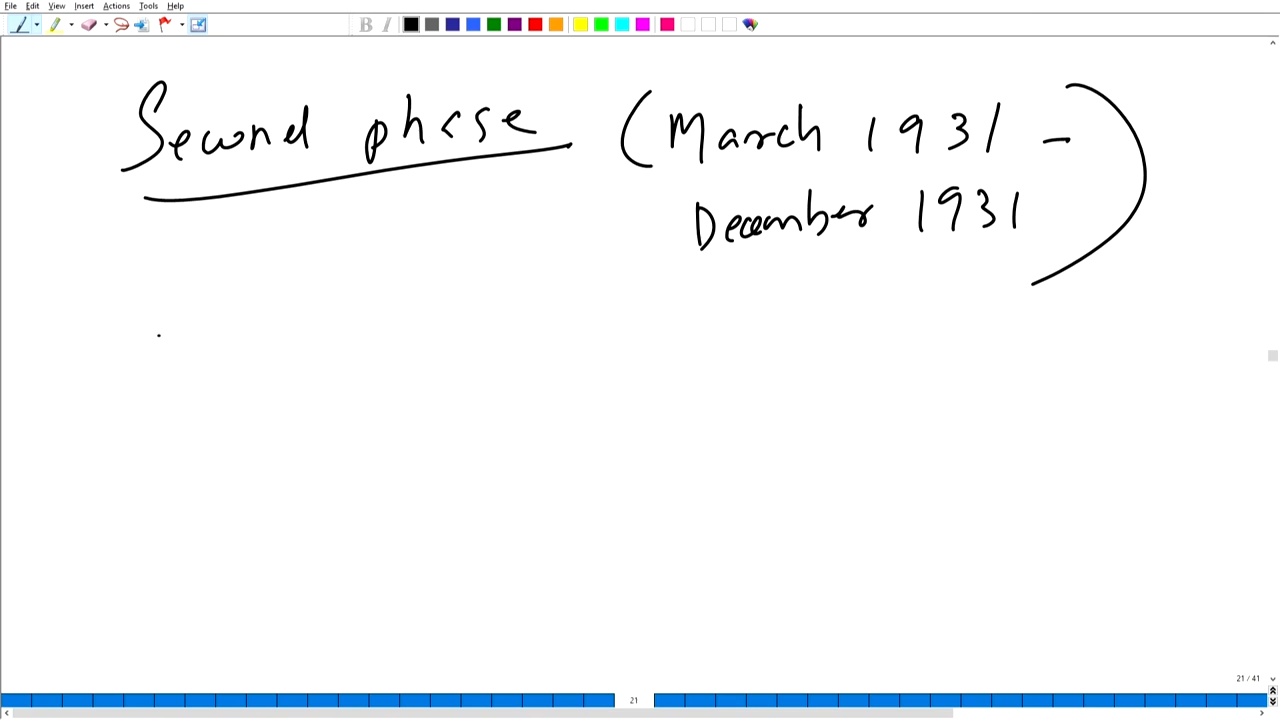 File Edit View Insert Actions Tools Help
B I
Second phase (March 1931 -
December 1931)
21 / 41
21